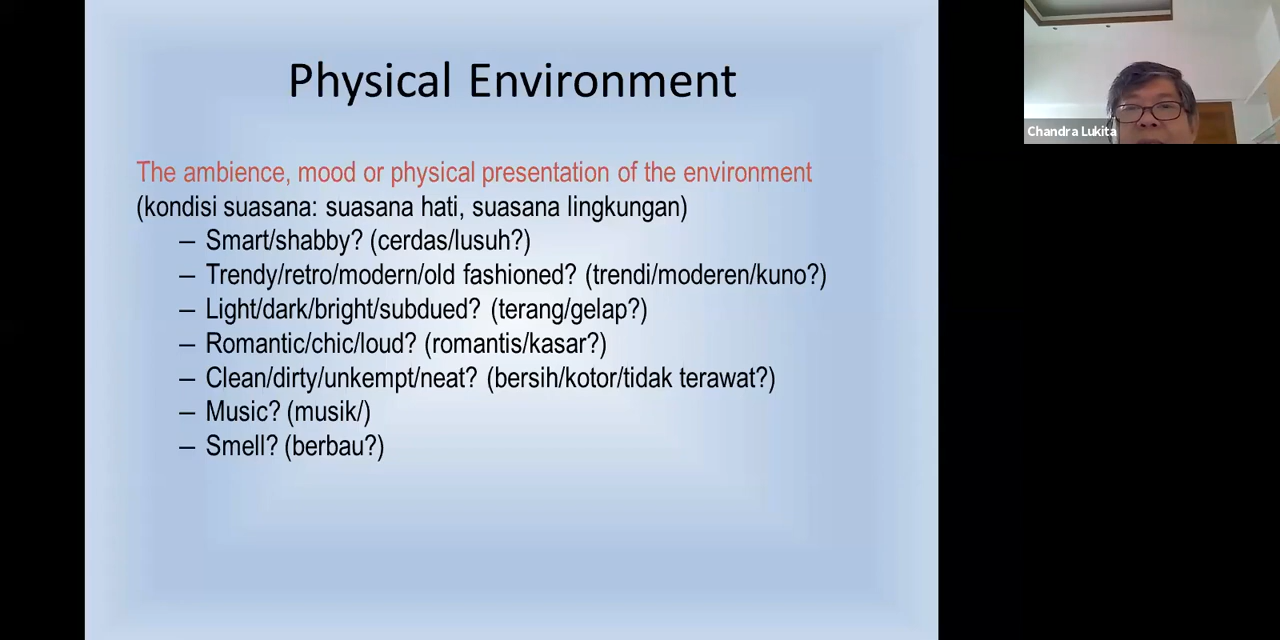 Physical Environment
The ambience, mood or physical presentation of the environment
(kondisi suasana: suasana hati, suasana lingkungan)
– Smart/shabby? (cerdas/lusuh?)
– Trendy/retro/modern/old fashioned? (trendi/moderen/kuno?)
– Light/dark/bright/subdued? (terang/gelap?)
– Romantic/chic/loud? (romantis/kasar?)
– Clean/dirty/unkempt/neat? (bersih/kotor/tidak terawat?)
– Music? (musik/)
– Smell? (berbau?)
Chandra Lukita